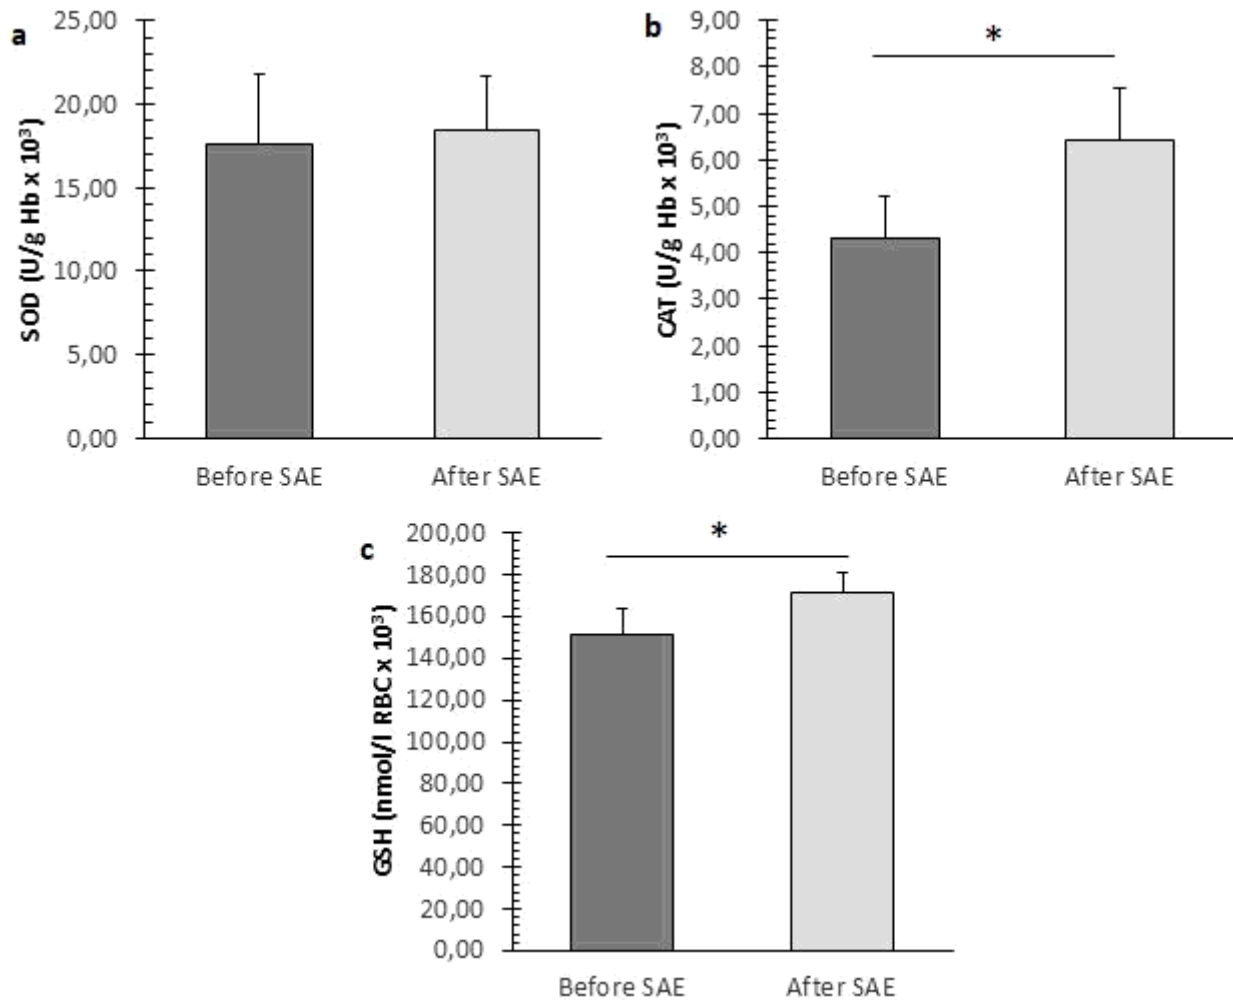 a
SOD (U/g Hb x 10³)
25,00
20,00
15,00
10,00
5,00
0,00
Before SAE
After SAE
b
*
CAT (U/g Hb x 10³)
9,00
8,00
7,00
6,00
5,00
4,00
3,00
2,00
1,00
0,00
Before SAE
After SAE
c
*
GSH (nmol/l RBC x 10³)
200,00
180,00
160,00
140,00
120,00
100,00
80,00
60,00
40,00
20,00
0,00
Before SAE
After SAE